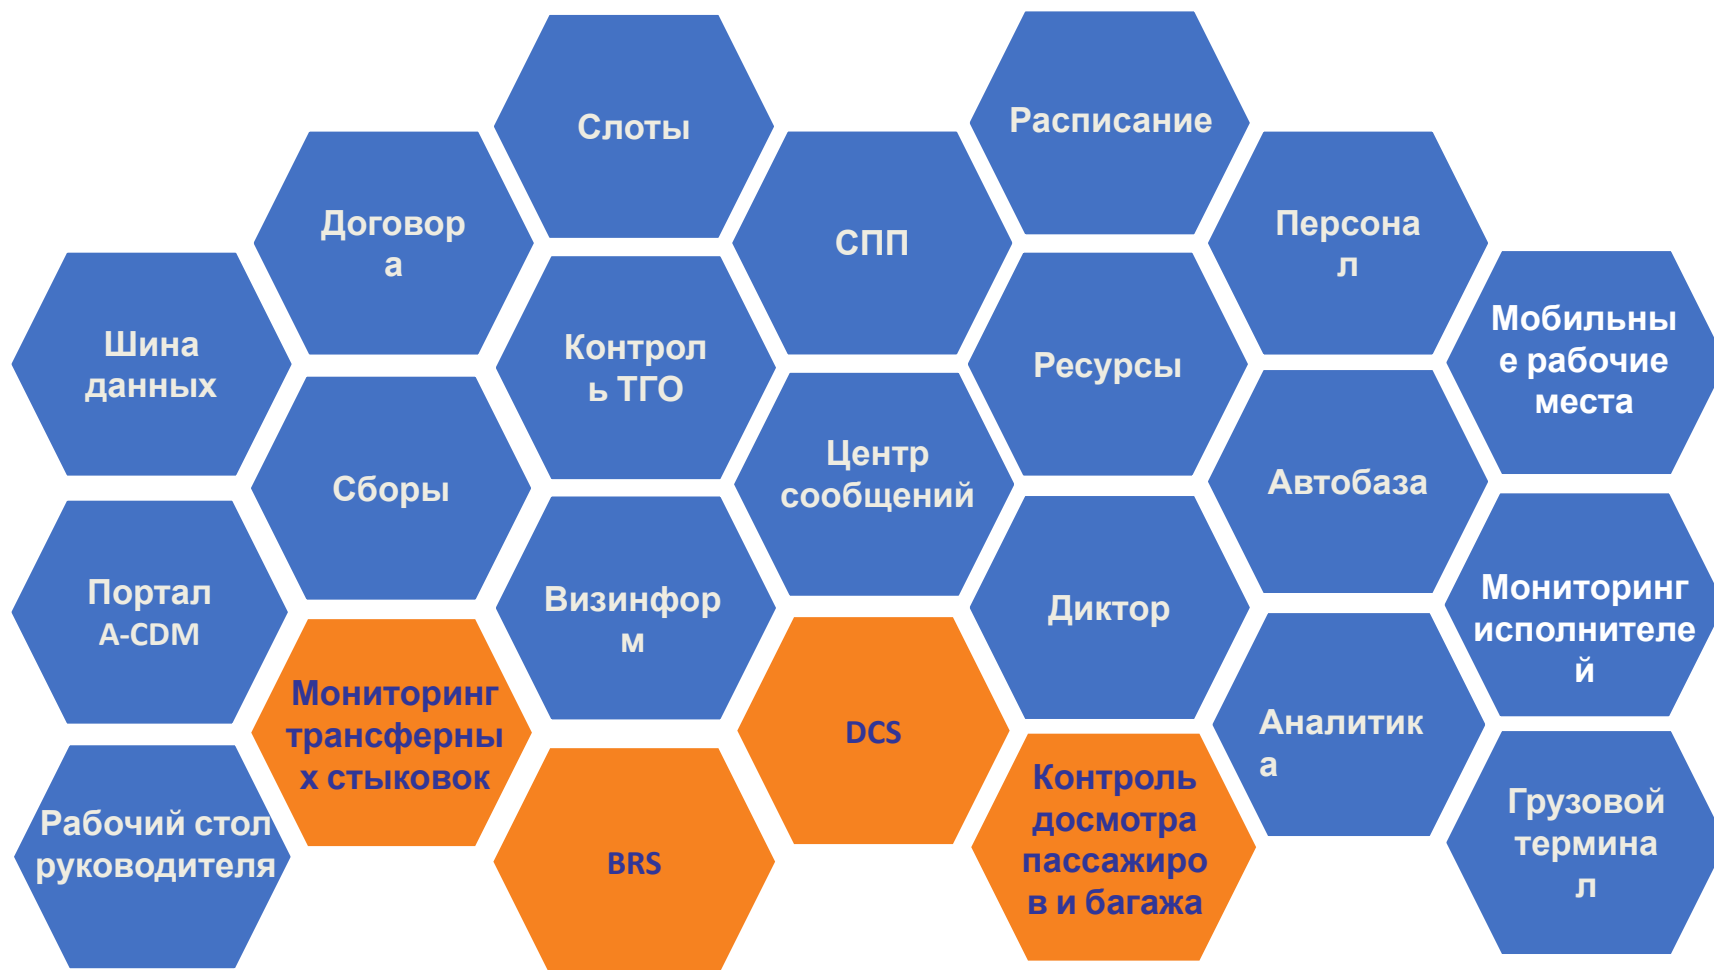 Слоты
Расписание
Договор
а
СПП
Персона
л
Шина
данных
Контрол
ь ТГО
Ресурсы
Мобильны
е рабочие
места
Сборы
Центр
сообщений
Автобаза
Портал
A-CDM
Визинфор
м
Диктор
Мониторинг
исполнителе
й
Мониторинг
трансферны
х стыковок
DCS
Аналитик
а
Рабочий стол
руководителя
BRS
Контроль
досмотра
пассажиро
в и багажа
Грузовой
термина
л